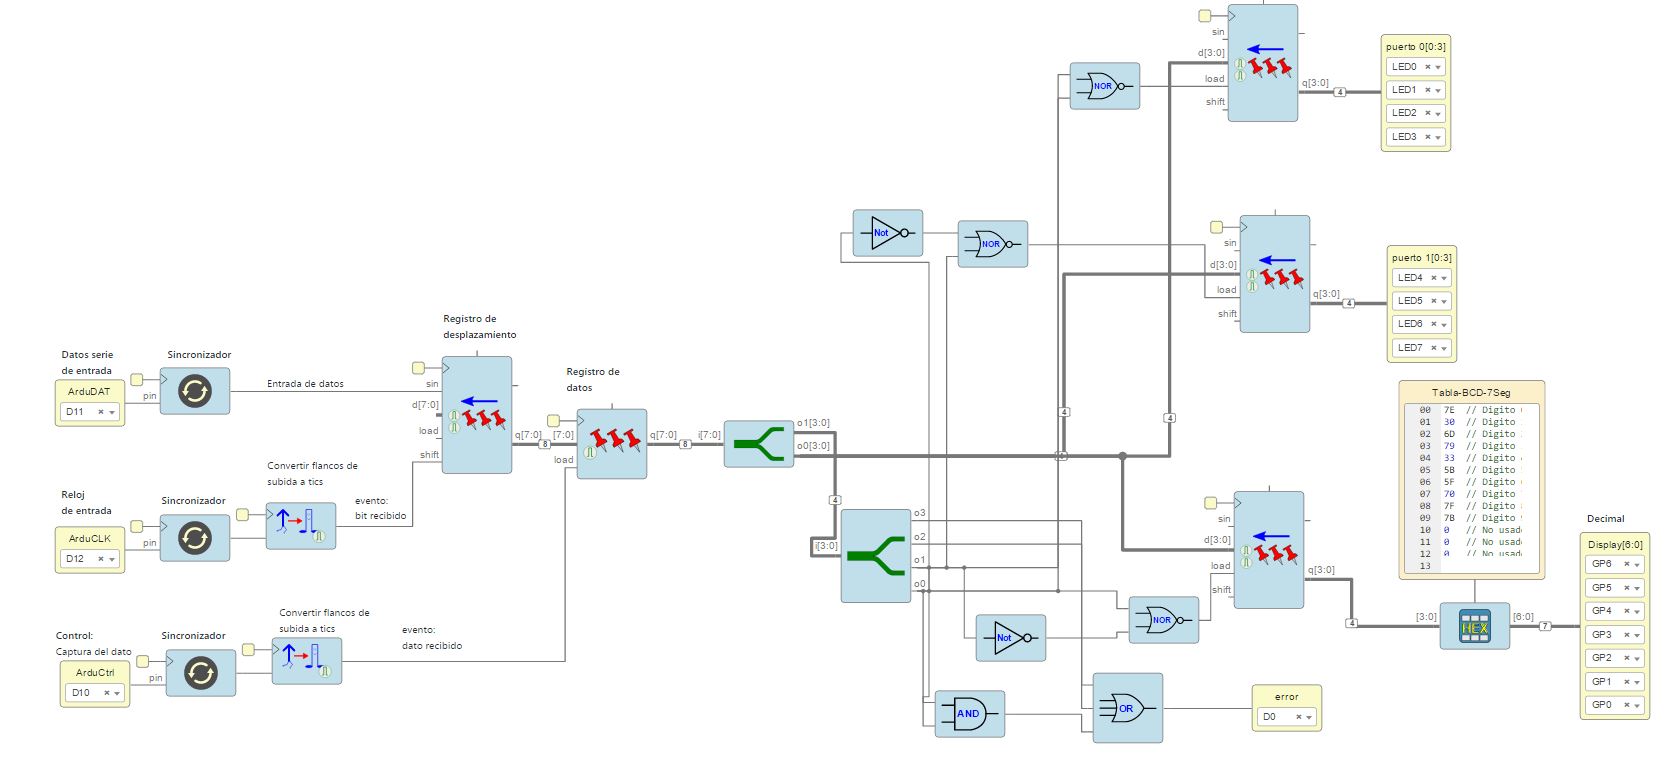 Datos serie
de entrada
ArduDAT
D11
pin
Sincronizador
Entrada de datos
Reloj
de entrada
ArduCLK
D12
pin
Sincronizador
Convertir flancos de
subida a tics
evento:
bit recibido
Control:
Captura del dato
ArduCtrl
D10
pin
Sincronizador
Convertir flancos de
subida a tics
evento:
dato recibido
Registro de
desplazamiento
sin
d[7:0]
load
shift
q[7:0]
8
Registro de
datos
[7:0]
load
q[7:0]
8
i[7:0]
o1[3:0]
o0[3:0]
4
i[3:0]
o3
o2
o1
o0
Not
NOR
NOR
4
4
4
Not
NOR
AND
OR
error
D0
sin
d[3:0]
load
shift
q[3:0]
4
puerto 0[0:3]
LED0
LED1
LED2
LED3
sin
d[3:0]
load
shift
q[3:0]
4
puerto 1[0:3]
LED4
LED5
LED6
LED7
sin
d[3:0]
load
shift
q[3:0]
4
Tabla-BCD-7Seg
00 7E // Digito
01 30 // Digito
02 6D // Digito
03 79 // Digito
04 33 // Digito
05 5B // Digito
06 5F // Digito
07 70 // Digito
08 7F // Digito
09 7B // Digito
10 0 // No usad
11 0 // No usad
12 0 // No usad
13
[3:0]
HEX
[6:0]
7
Decimal
Display[6:0]
GP6
GP5
GP4
GP3
GP2
GP1
GP0